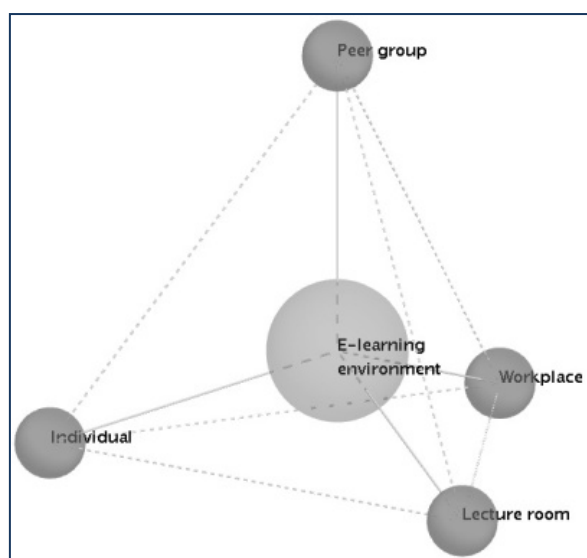 Peer group
E-learning
environment
Workplace
Individual
Lecture room